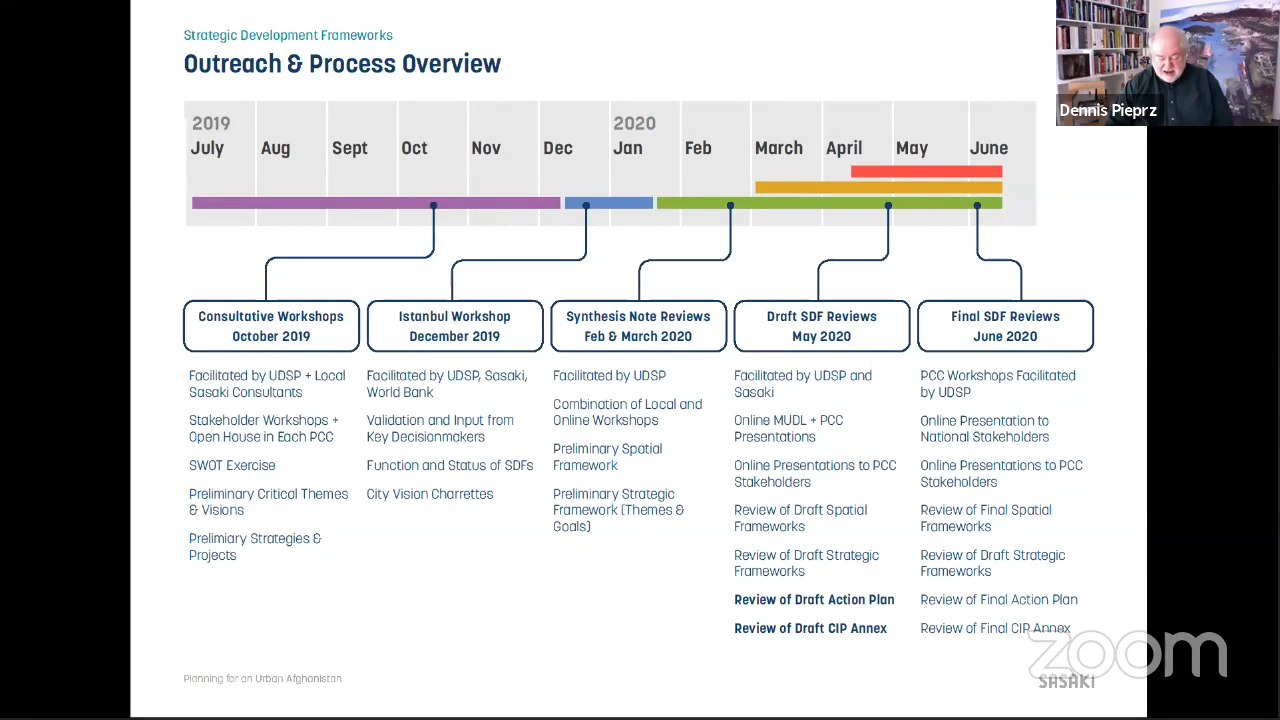 Strategic Development Frameworks
Outreach & Process Overview
Dennis Pieprz
2019
2020
July
Aug
Sept
Oct
Nov
Dec
Jan
Feb
March
April
May
June
Consultative Workshops
October 2019
Facilitated by UDSP + Local
Sasaki Consultants
Stakeholder Workshops +
Open House in Each PCC
SWOT Exercise
Preliminary Critical Themes
& Visions
Prelimiary Strategies &
Projects
Istanbul Workshop
December 2019
Facilitated by UDSP, Sasaki,
World Bank
Validation and Input from
Key Decisionmakers
Function and Status of SDFs
City Vision Charrettes
Synthesis Note Reviews
Feb & March 2020
Facilitated by UDSP
Combination of Local and
Online Workshops
Preliminary Spatial
Framework
Preliminary Strategic
Framework (Themes &
Goals)
Draft SDF Reviews
May 2020
Facilitated by UDSP and
Sasaki
Online MUDL + PCC
Presentations
Online Presentations to PCC
Stakeholders
Review of Draft Spatial
Frameworks
Review of Draft Strategic
Frameworks
Review of Draft Action Plan
Review of Draft CIP Annex
Final SDF Reviews
June 2020
PCC Workshops Facilitated
by UDSP
Online Presentation to
National Stakeholders
Online Presentations to PCC
Stakeholders
Review of Final Spatial
Frameworks
Review of Draft Strategic
Frameworks
Review of Final Action Plan
Review of Final CIP Annex
zoom
Planning for an Urban Afghanistan
SASAKI